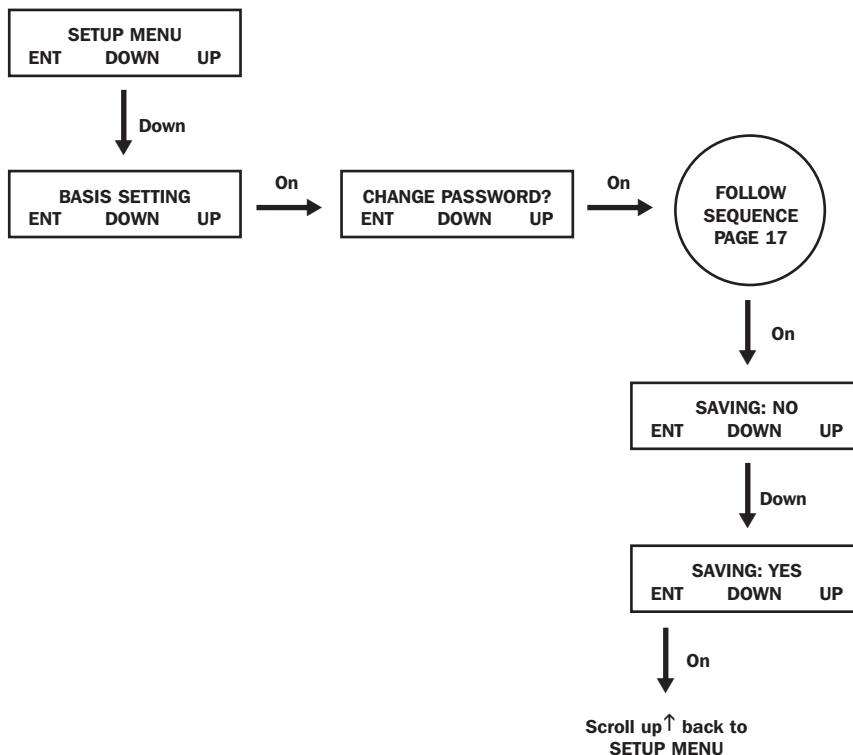 SETUP MENU
ENT DOWN UP
Down
BASIS SETTING
ENT DOWN UP
On
CHANGE PASSWORD?
ENT DOWN UP
On
FOLLOW
SEQUENCE
PAGE 17
On
SAVING: NO
ENT DOWN UP
Down
SAVING: YES
ENT DOWN UP
On
Scroll up↑ back to
SETUP MENU